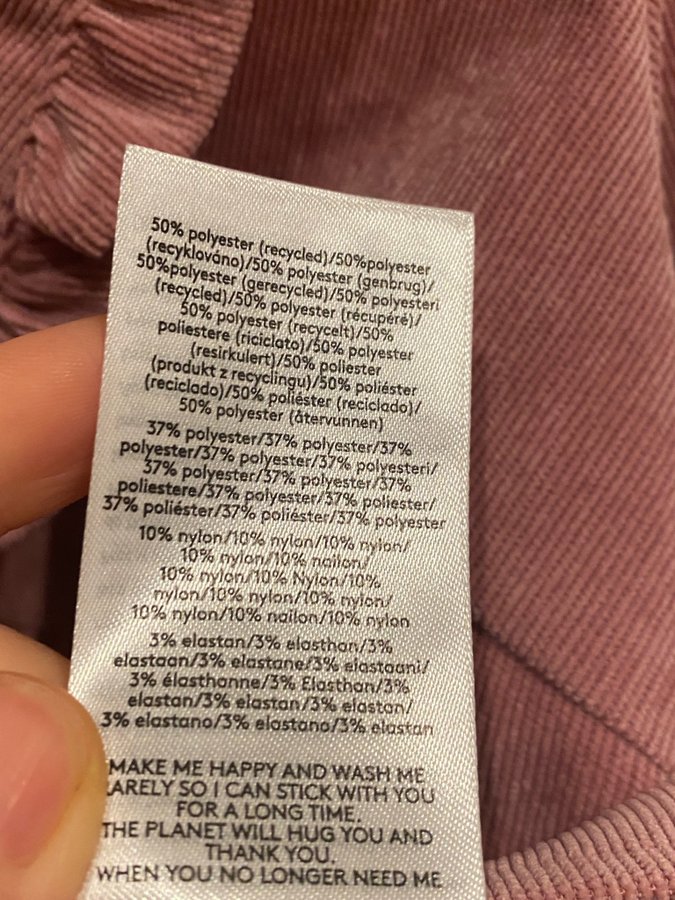 50% polyester (recycled)/50%polyester
(recyklováno)/50% polyester (genbrug)/
50%polyester (gerecycled)/50% polyesteri
(recycled)/50% polyester (récupéré)/
50% polyester (recycelt)/50%
poliestere (riciclato)/50% polyester
(resirkulert)/50% poliester
(produkt z recyclingu)/50% poliéster
(reciclado)/50% poliéster (reciclado)/
50% polyester (återvunnen)
37% polyester/37% polyester/37%
polyester/37% polyester/37% polyesteri/
37% polyester/37% polyester/37%
poliestere/37% polyester/37% poliester/
37% poliéster/37% poliéster/37% polyester
10% nylon/10% nylon/10% nylon/
10% nylon/10% nailon/
10% nylon/10% Nylon/10%
nylon/10% nylon/10% nylon/
10% nylon/10% nailon/10% nylon
3% elastan/3% elasthan/3%
elastaan/3% elastane/3% elastaani/
3% élasthanne/3% Elasthan/3%
elastan/3% elastan/3% elastan/
3% elastano/3% elastano/3% elastan
MAKE ME HAPPY AND WASH ME
RARELY SO I CAN STICK WITH YOU
FOR A LONG TIME.
THE PLANET WILL HUG YOU AND
THANK YOU.
WHEN YOU NO LONGER NEED ME